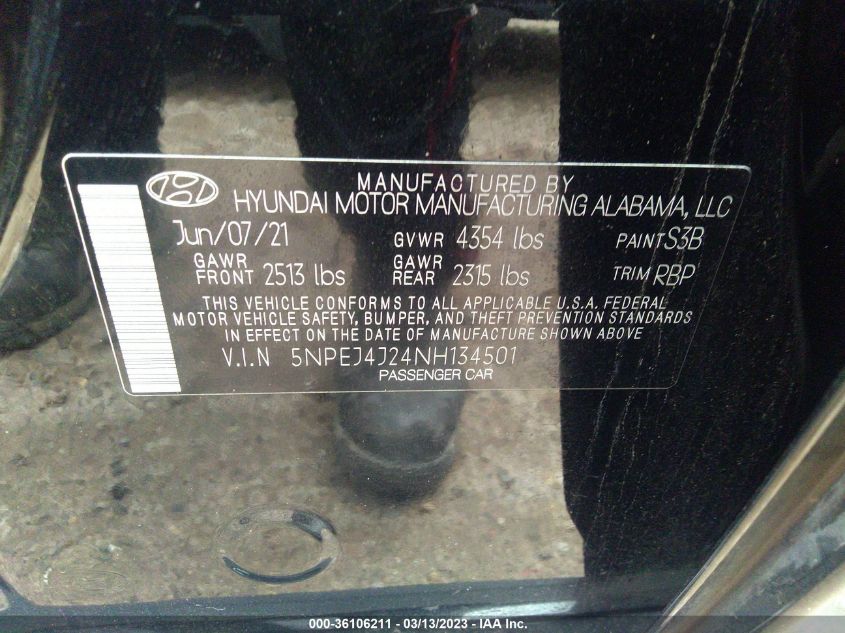 MANUFACTURED BY
HYUNDAI MOTOR MANUFACTURING ALABAMA, LLC
Jun/07/21 GVWR 4354 lbs PAINT S3B
GAWR FRONT 2513 lbs GAWR REAR 2315 lbs TRIM RBP
THIS VEHICLE CONFORMS TO ALL APPLICABLE U.S.A. FEDERAL
MOTOR VEHICLE SAFETY, BUMPER, AND THEFT PREVENTION STANDARDS
IN EFFECT ON THE DATE OF MANUFACTURE SHOWN ABOVE
V.I.N 5NPEJ4J24NH134501
PASSENGER CAR
000-36106211 - 03/13/2023 - IAA Inc.